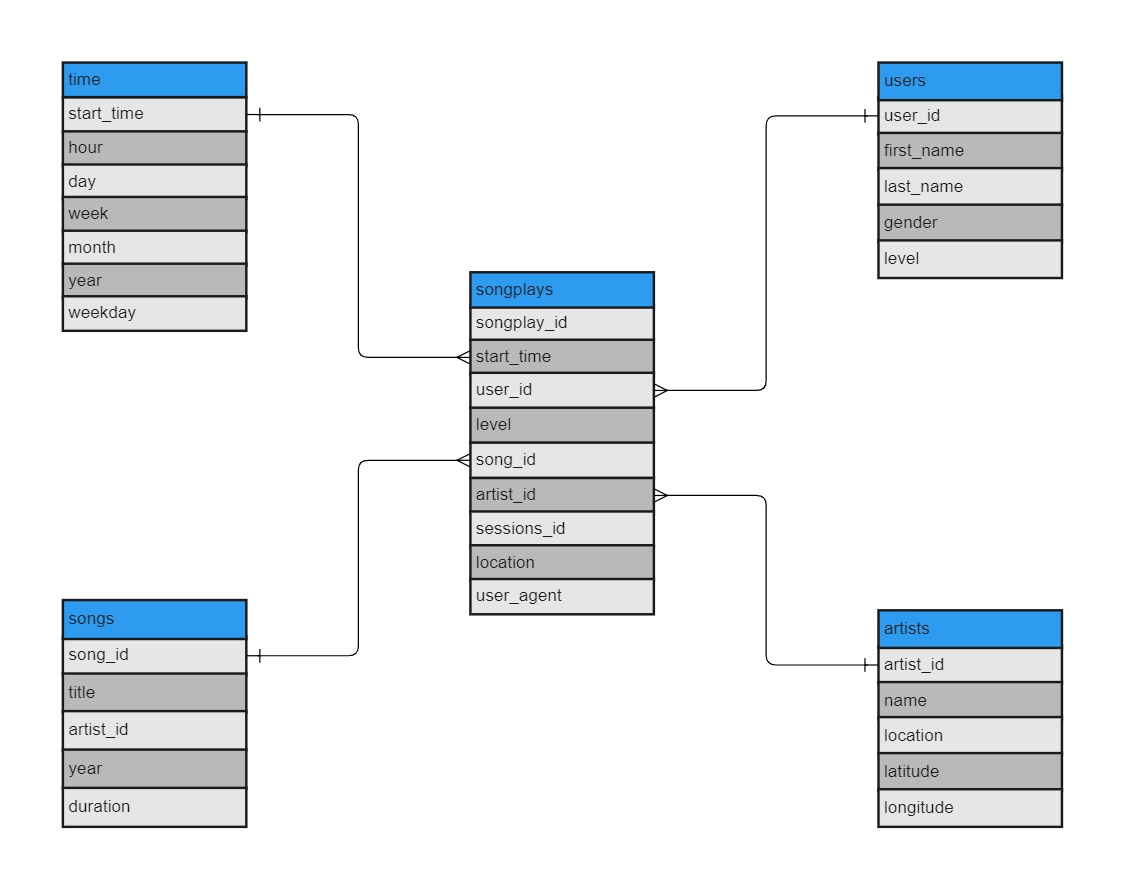 time
start_time
hour
day
week
month
year
weekday
users
user_id
first_name
last_name
gender
level
songplays
songplay_id
start_time
user_id
level
song_id
artist_id
sessions_id
location
user_agent
songs
song_id
title
artist_id
year
duration
artists
artist_id
name
location
latitude
longitude